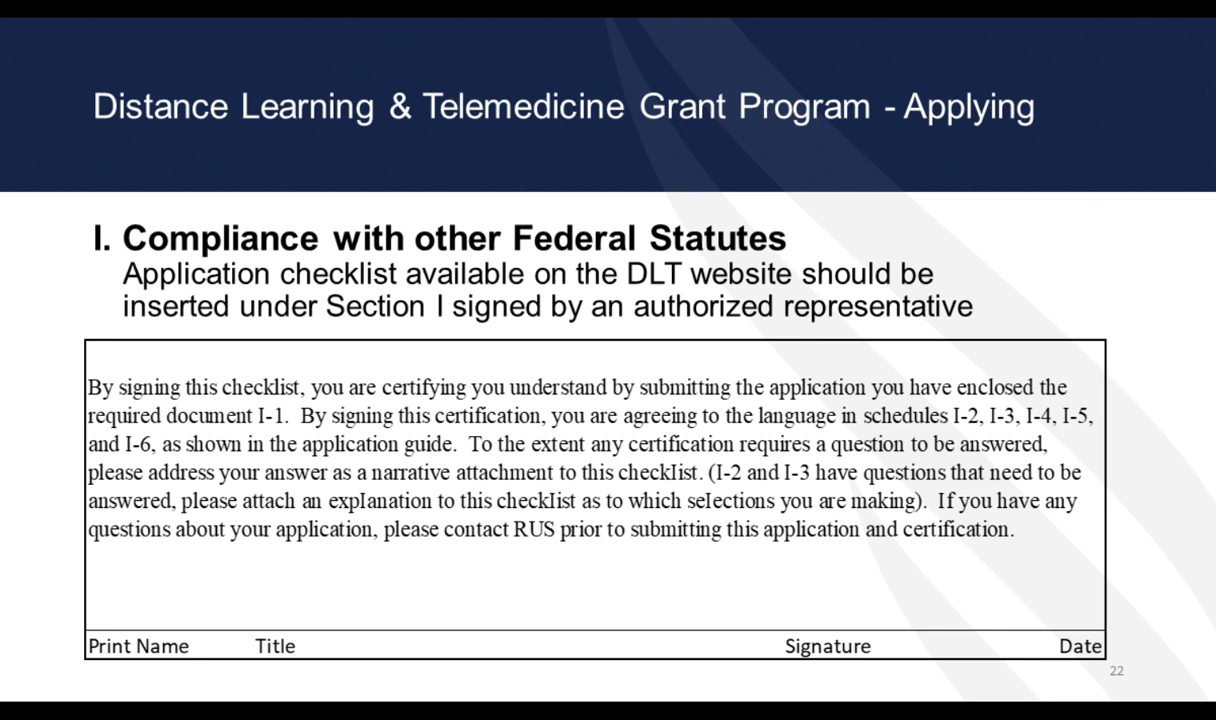 Distance Learning & Telemedicine Grant Program - Applying
I. Compliance with other Federal Statutes
Application checklist available on the DLT website should be
inserted under Section I signed by an authorized representative
By signing this checklist, you are certifying you understand by submitting the application you have enclosed the
required document I-1.  By signing this certification, you are agreeing to the language in schedules I-2, I-3, I-4, I-5,
and I-6, as shown in the application guide.  To the extent any certification requires a question to be answered,
please address your answer as a narrative attachment to this checklist. (I-2 and I-3 have questions that need to be
answered, please attach an explanation to this checklist as to which selections you are making).  If you have any
questions about your application, please contact RUS prior to submitting this application and certification.
Print Name Title Signature Date
22